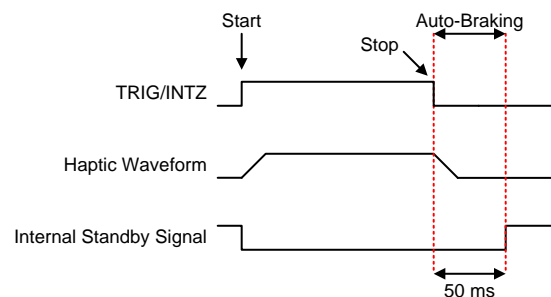 Start
Auto-Braking
Stop
TRIG/INTZ
Haptic Waveform
Internal Standby Signal
50 ms